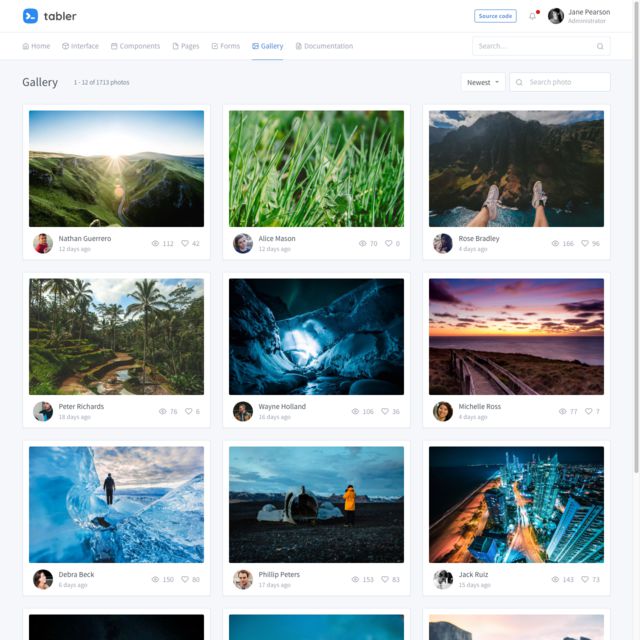 tabler
Source code
Jane Pearson
Administrator
Home
Interface
Components
Pages
Forms
Gallery
Documentation
Search...
Gallery
1 - 12 of 1713 photos
Newest
Search photo
Nathan Guerrero
12 days ago
112
42
Alice Mason
12 days ago
70
0
Rose Bradley
4 days ago
166
96
Peter Richards
18 days ago
76
6
Wayne Holland
16 days ago
106
36
Michelle Ross
4 days ago
77
7
Debra Beck
6 days ago
150
80
Phillip Peters
17 days ago
153
83
Jack Ruiz
15 days ago
143
73